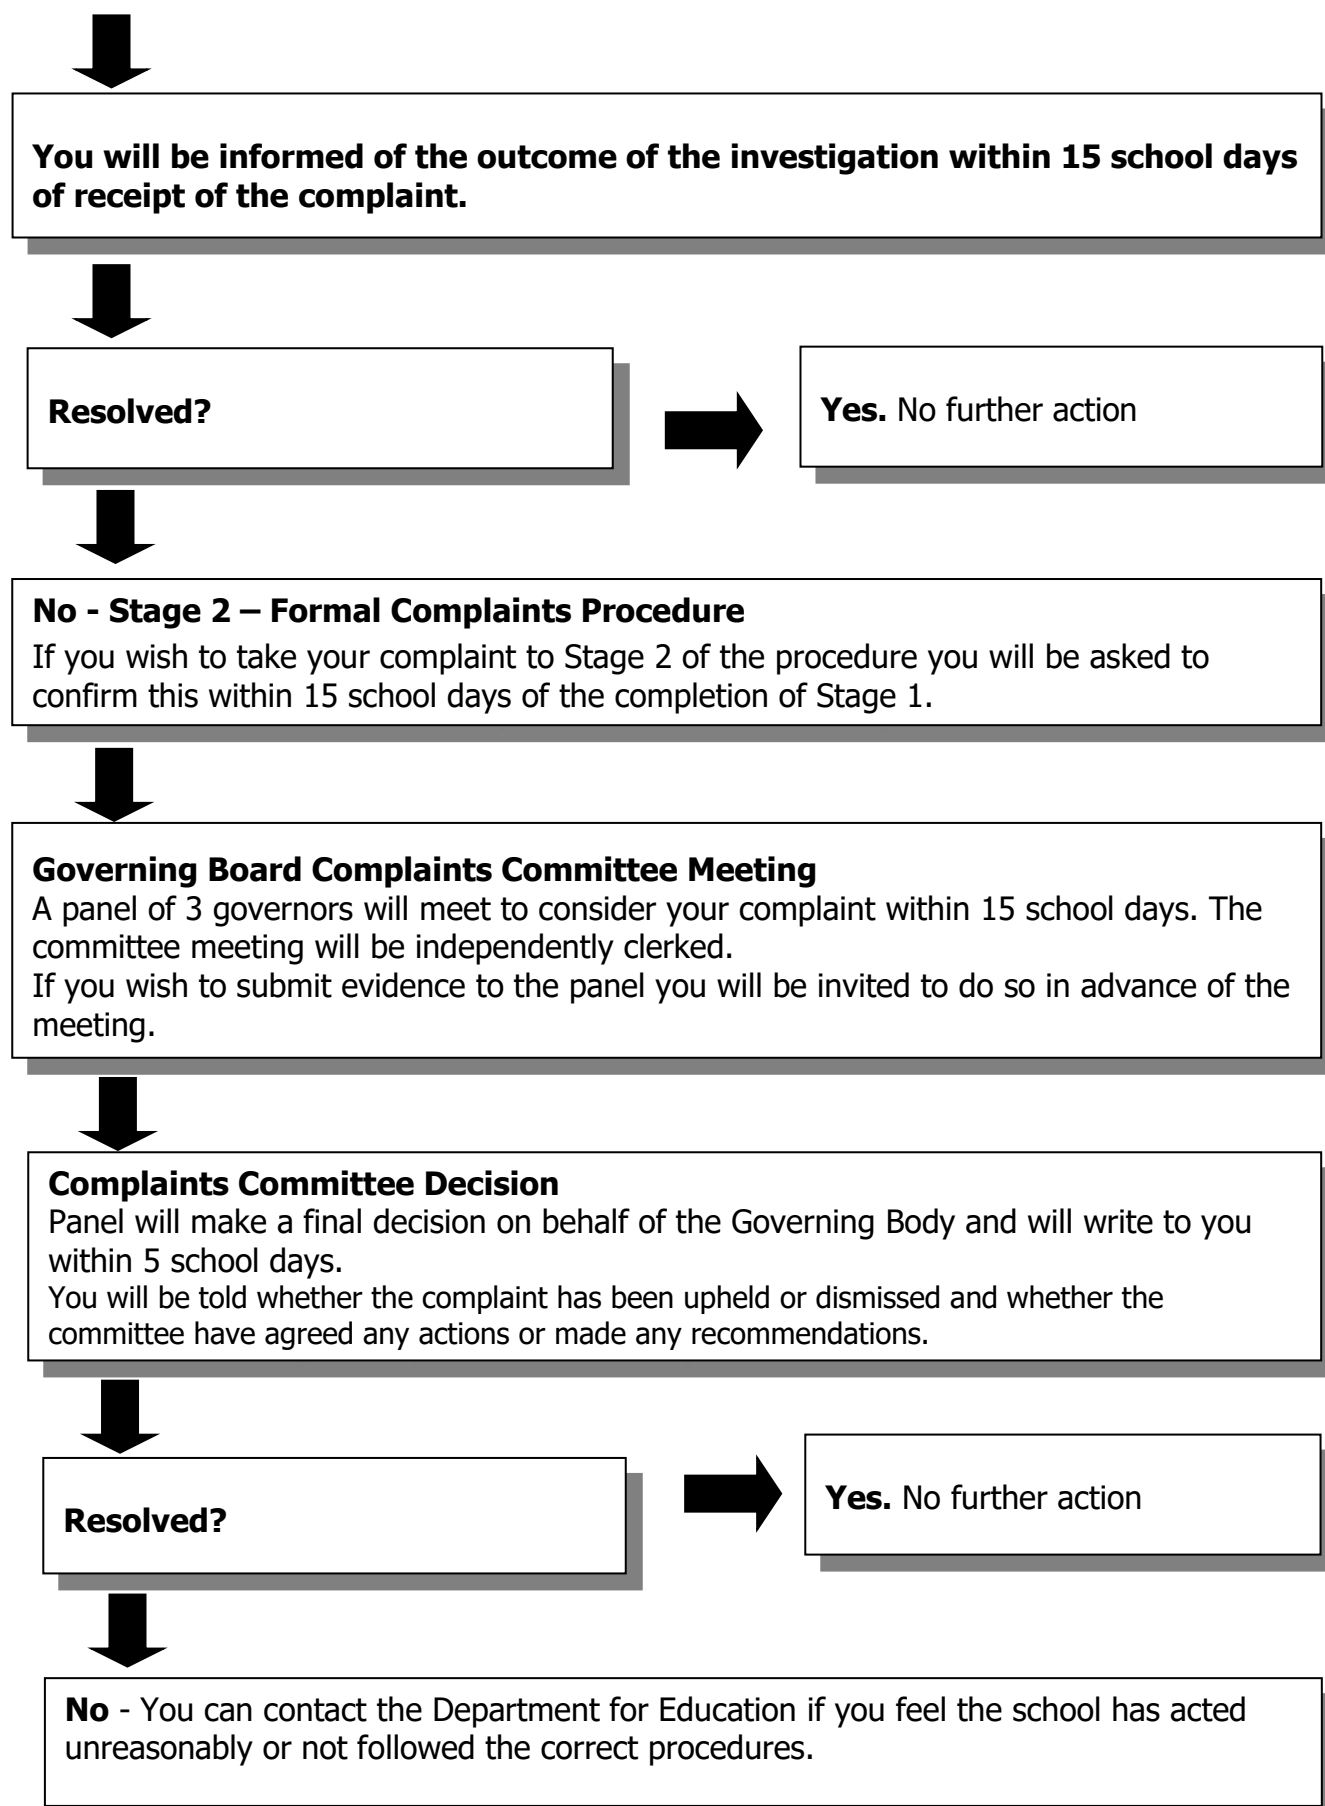 You will be informed of the outcome of the investigation within 15 school days
of receipt of the complaint.
Resolved?
Yes. No further action
No - Stage 2 – Formal Complaints Procedure
If you wish to take your complaint to Stage 2 of the procedure you will be asked to
confirm this within 15 school days of the completion of Stage 1.
Governing Board Complaints Committee Meeting
A panel of 3 governors will meet to consider your complaint within 15 school days. The
committee meeting will be independently clerked.
If you wish to submit evidence to the panel you will be invited to do so in advance of the
meeting.
Complaints Committee Decision
Panel will make a final decision on behalf of the Governing Body and will write to you
within 5 school days.
You will be told whether the complaint has been upheld or dismissed and whether the
committee have agreed any actions or made any recommendations.
Resolved?
Yes. No further action
No - You can contact the Department for Education if you feel the school has acted
unreasonably or not followed the correct procedures.